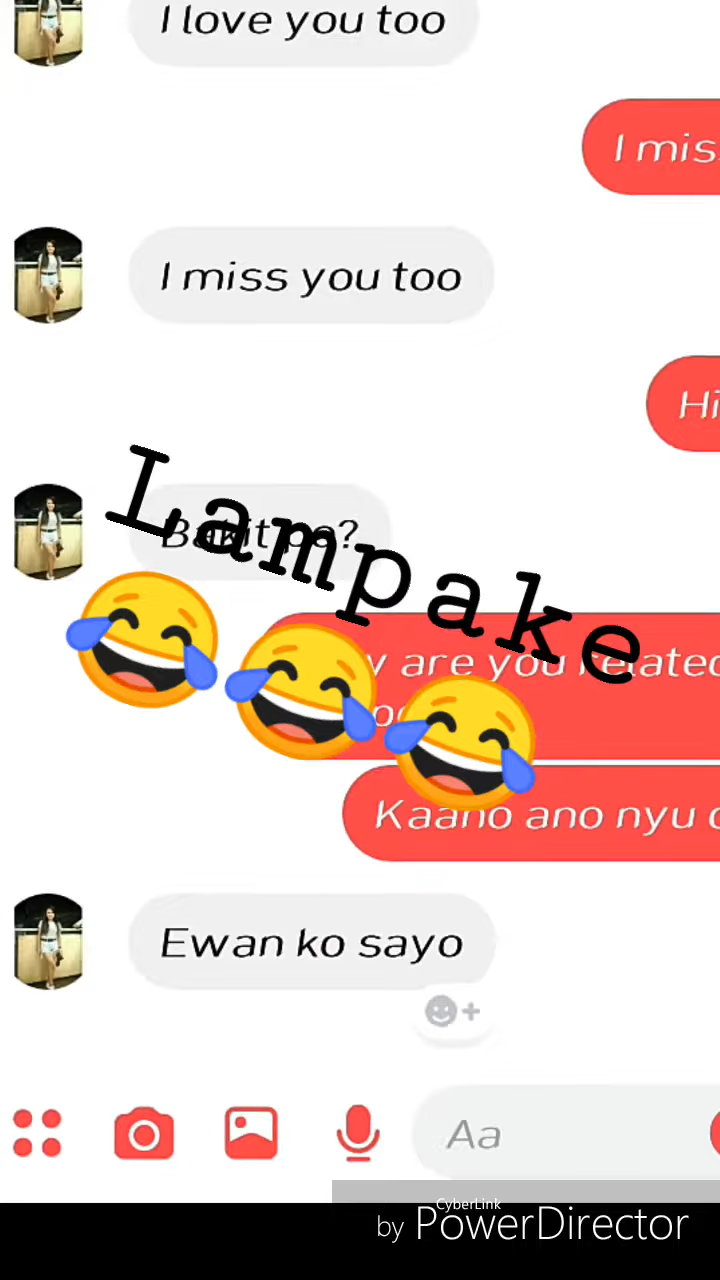 I love you too
I mis
I miss you too
Hi
Bakit po?
Lampake
are you related
Kaano ano nyu
Ewan ko sayo
Aa
CyberLink
by PowerDirector